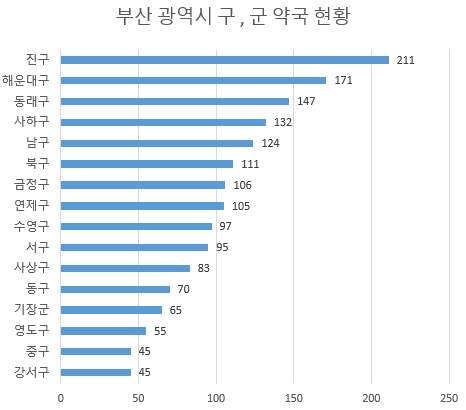 부산 광역시 구 , 군 약국 현황
진구 211
해운대구 171
동래구 147
사하구 132
남구 124
북구 111
금정구 106
연제구 105
수영구 97
서구 95
사상구 83
동구 70
기장군 65
영도구 55
중구 45
강서구 45
0 50 100 150 200 250